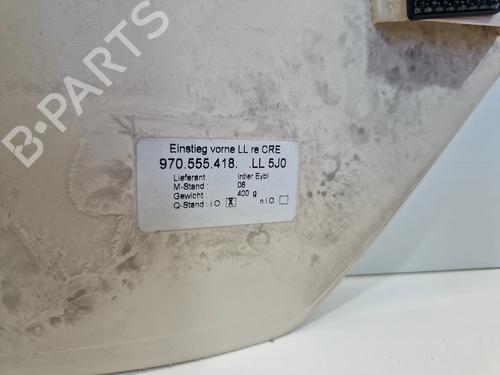 B-PARTS
Einstieg vorne LL re CRE
970.555.418. .LL 5J0
Lieferant Intier Eybl
M-Stand : 06
Gewicht 400 g
Q-Stand : i O X n.i.O.